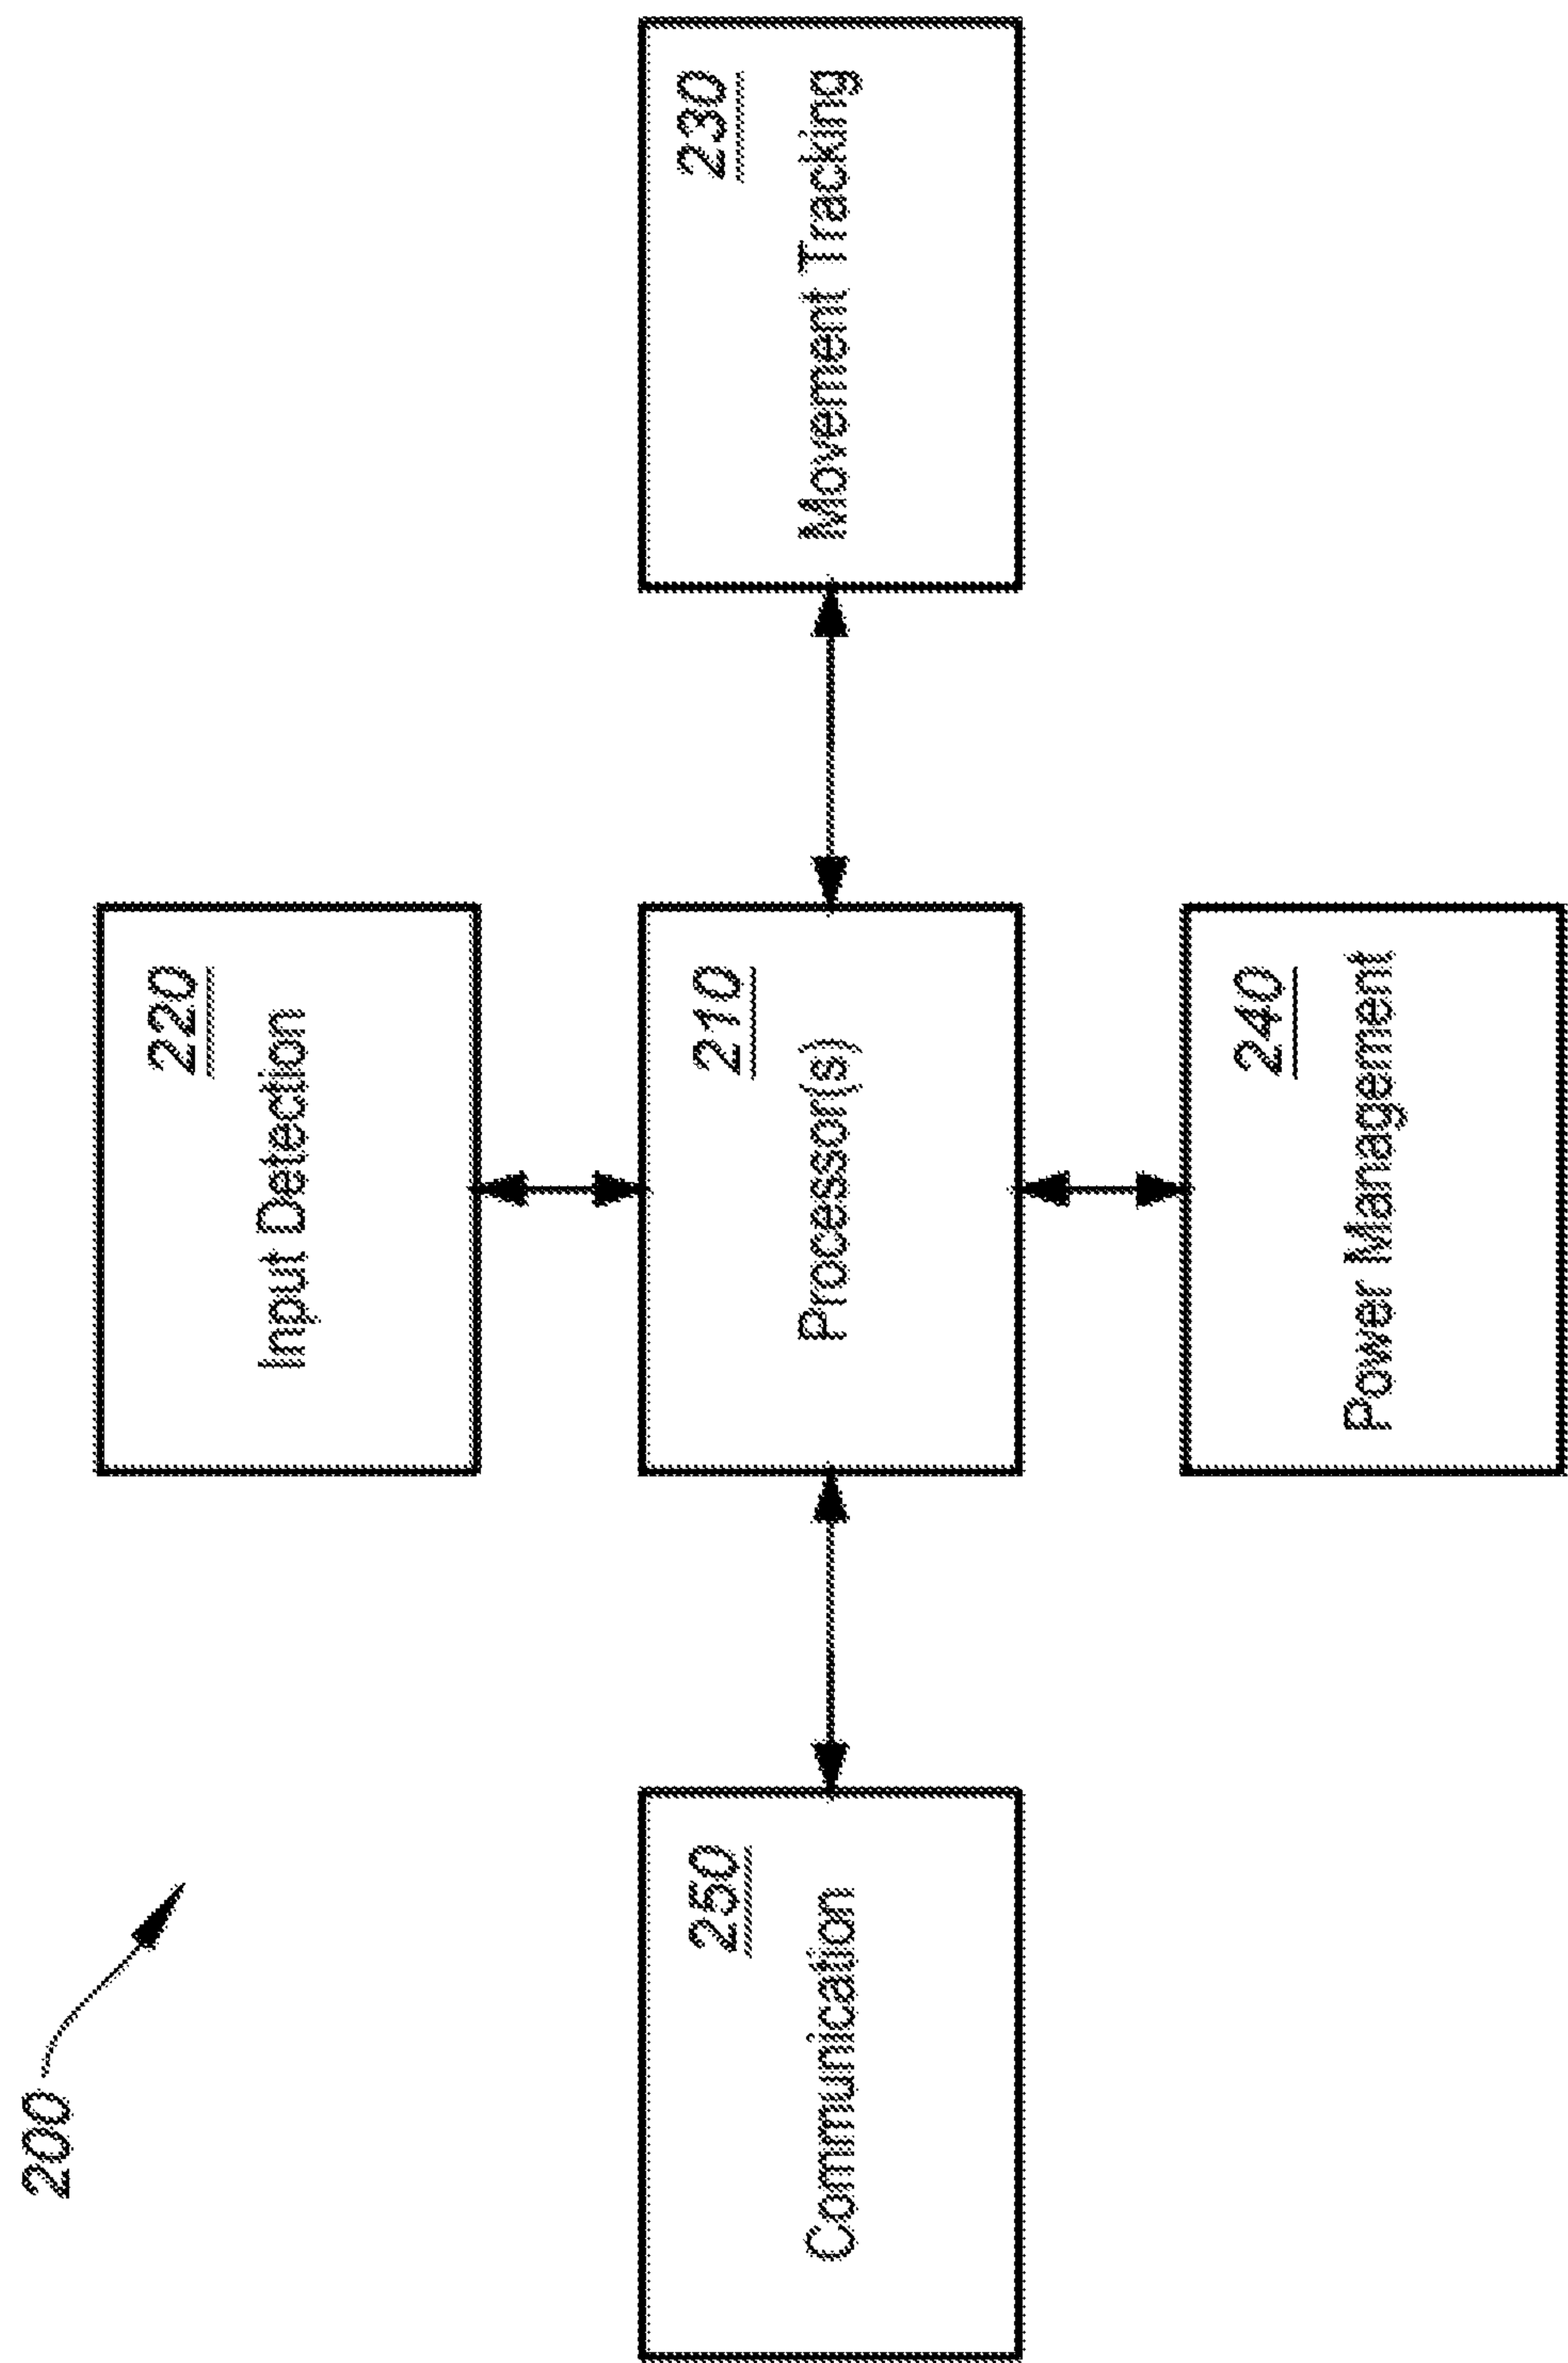 200
220
Input Detection
250
Communication
210
Processor(s)
230
Movement Tracking
240
Power Management